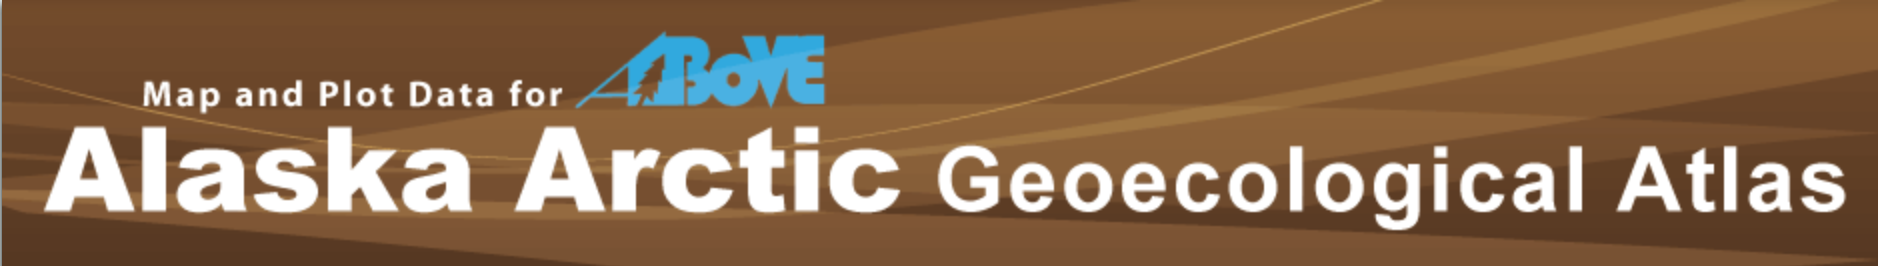 Map and Plot Data for ABoVE
Alaska Arctic Geoecological Atlas